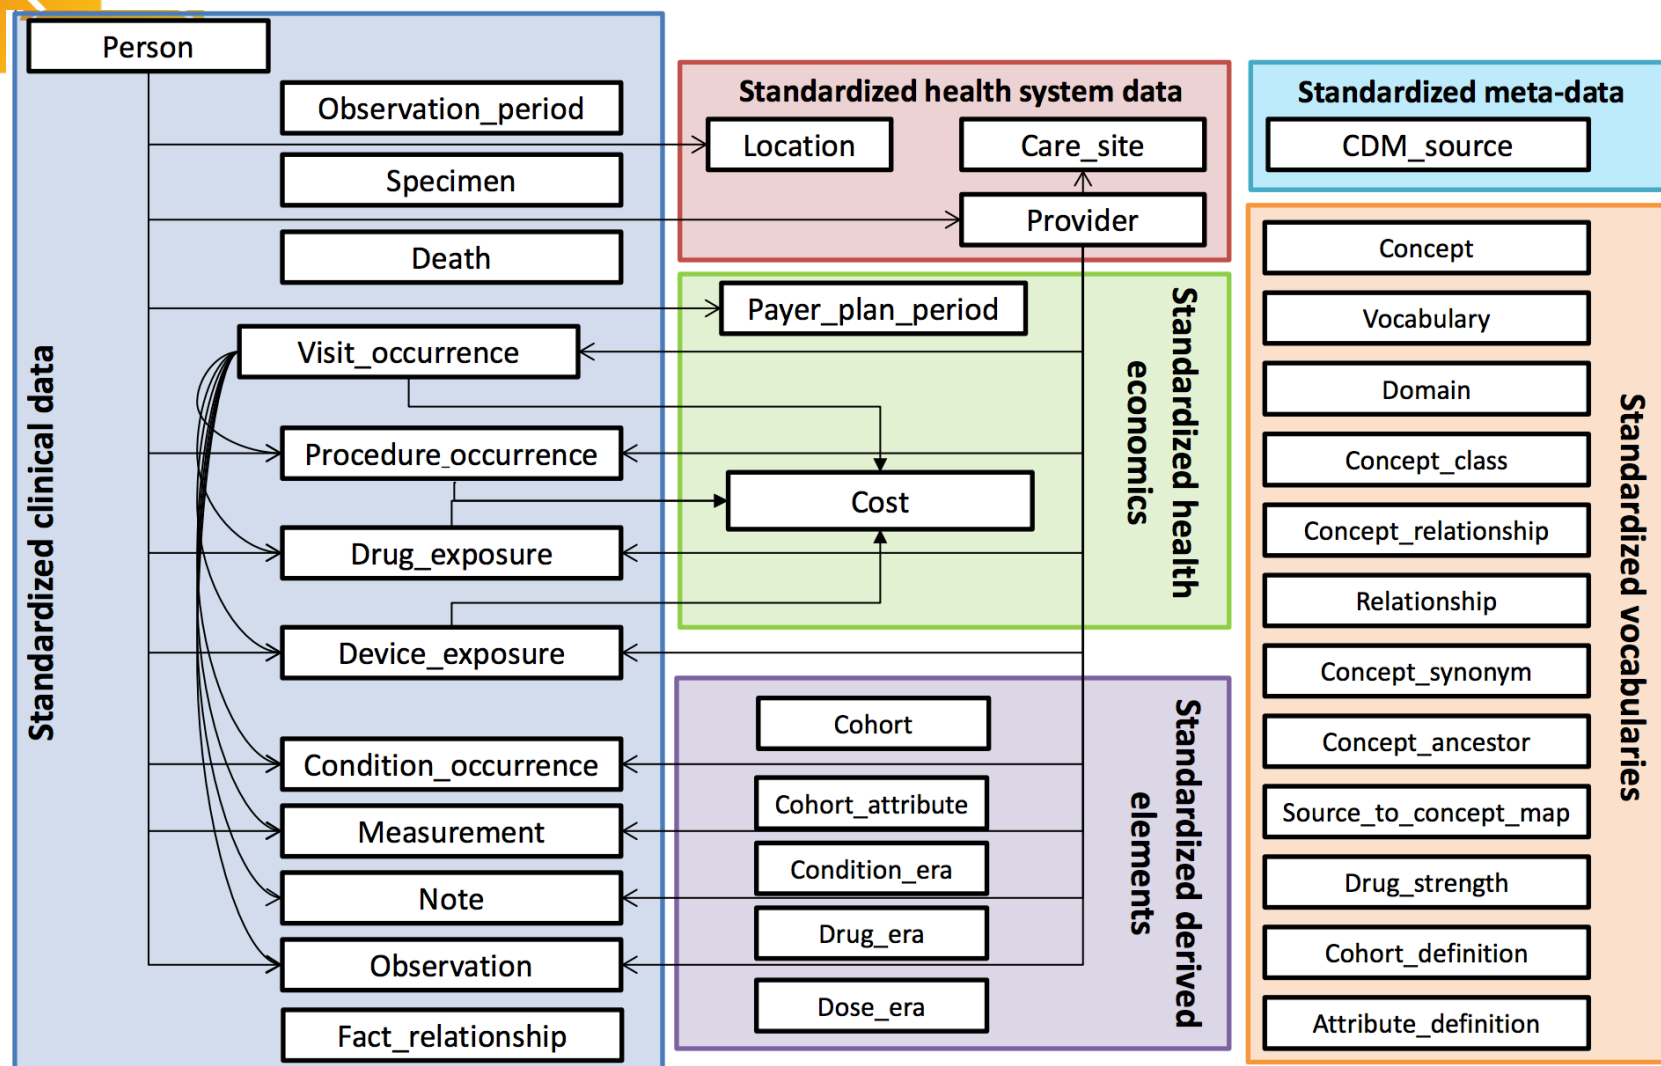 Person
Observation_period
Specimen
Death
Visit_occurrence
Procedure_occurrence
Drug_exposure
Device_exposure
Condition_occurrence
Measurement
Note
Observation
Fact_relationship
Standardized clinical data
Standardized health system data
Location
Care_site
Provider
Payer_plan_period
Cost
Standardized health
economics
Cohort
Cohort_attribute
Condition_era
Drug_era
Dose_era
Standardized derived
elements
Standardized meta-data
CDM_source
Concept
Vocabulary
Domain
Concept_class
Concept_relationship
Relationship
Concept_synonym
Concept_ancestor
Source_to_concept_map
Drug_strength
Cohort_definition
Attribute_definition
Standardized vocabularies